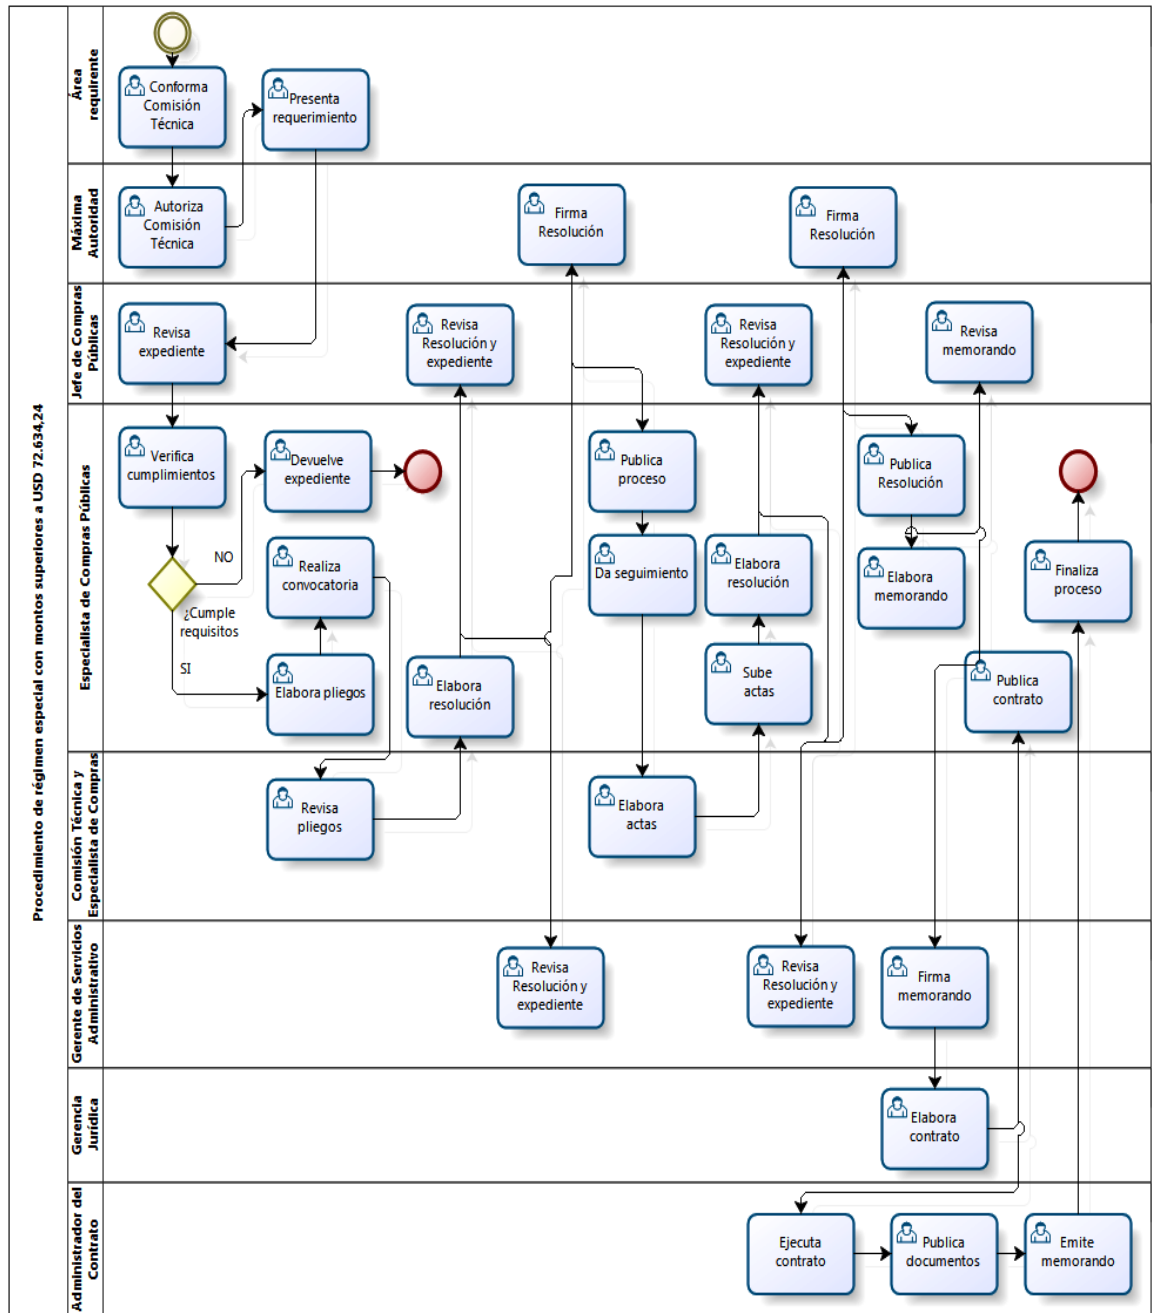 Procedimiento de régimen especial con montos superiores a USD 72.634,24
Área
requirente
Conforma
Comisión
Técnica
Presenta
requerimiento
Máxima
Autoridad
Autoriza
Comisión
Técnica
Firma
Resolución
Firma
Resolución
Jefe de Compras
Públicas
Revisa
expediente
Revisa
Resolución y
expediente
Revisa
Resolución y
expediente
Revisa
memorando
Especialista de Compras Públicas
Verifica
cumplimientos
Devuelve
expediente
Publica
proceso
Publica
Resolución
NO
¿Cumple
requisitos
SI
Realiza
convocatoria
Da seguimiento
Elabora
resolución
Elabora
memorando
Finaliza
proceso
Elabora pliegos
Elabora
resolución
Sube
actas
Publica
contrato
Comisión Técnica y
Especialista de Compras
Revisa
pliegos
Elabora
actas
Gerente de Servicios
Administrativo
Revisa
Resolución y
expediente
Revisa
Resolución y
expediente
Firma
memorando
Gerencia
Jurídica
Elabora
contrato
Administrador del
Contrato
Ejecuta
contrato
Publica
documentos
Emite
memorando